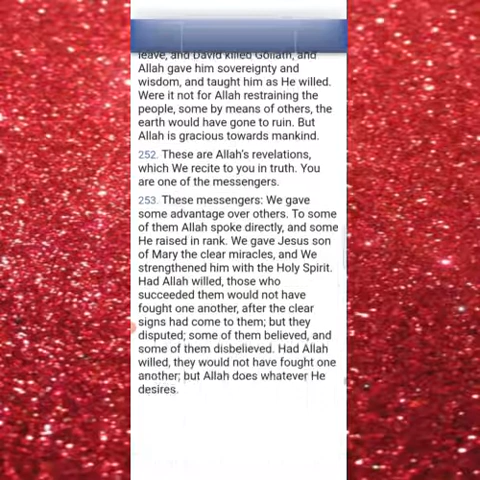 leave, and David killed Goliath, and
Allah gave him sovereignty and
wisdom, and taught him as He willed.
Were it not for Allah restraining the
people, some by means of others, the
earth would have gone to ruin. But
Allah is gracious towards mankind.
252. These are Allah's revelations,
which We recite to you in truth. You
are one of the messengers.
253. These messengers: We gave
some advantage over others. To some
of them Allah spoke directly, and some
He raised in rank. We gave Jesus son
of Mary the clear miracles, and We
strengthened him with the Holy Spirit.
Had Allah willed, those who
succeeded them would not have
fought one another, after the clear
signs had come to them; but they
disputed; some of them believed, and
some of them disbelieved. Had Allah
willed, they would not have fought one
another; but Allah does whatever He
desires.